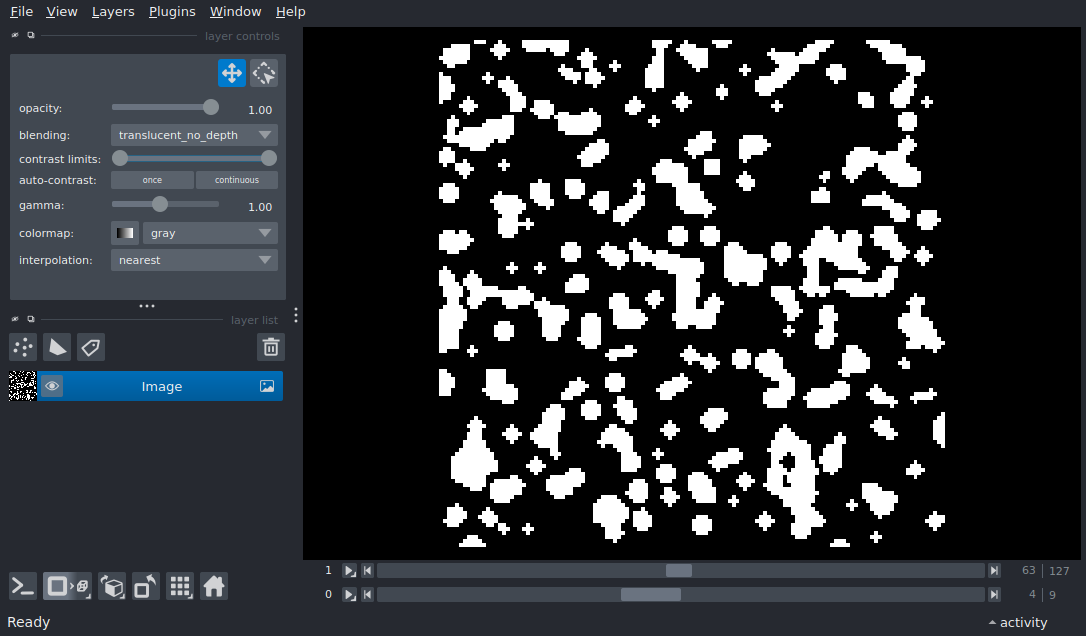 File View Layers Plugins Window Help
layer controls
opacity: 1.00
blending: translucent_no_depth
contrast limits:
auto-contrast: once continuous
gamma: 1.00
colormap: gray
interpolation: nearest
layer list
Image
1 63 127
0 4 9
Ready activity